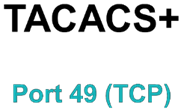 TACACS+
Port 49 (TCP)